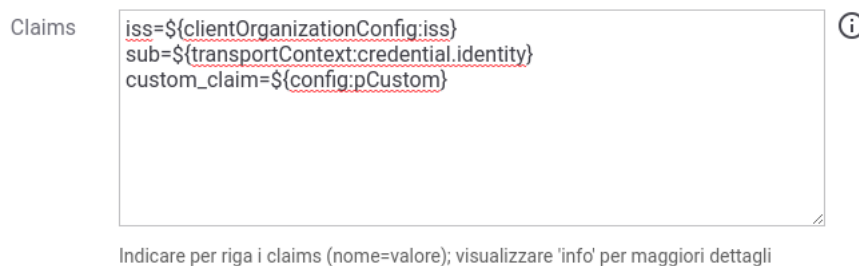 Claims
iss=${clientOrganizationConfig:iss}
sub=${transportContext:credential.identity}
custom_claim=${config:pCustom}
Indicare per riga i claims (nome=valore); visualizzare 'info' per maggiori dettagli